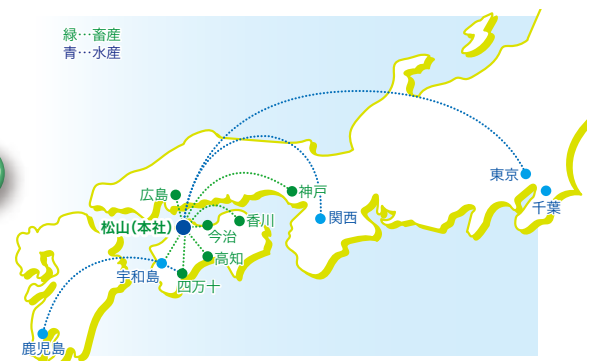 緑…畜産
青…水産
東京
千葉
広島
神戸
関西
香川
松山(本社)
今治
高知
宇和島
四万十
鹿児島